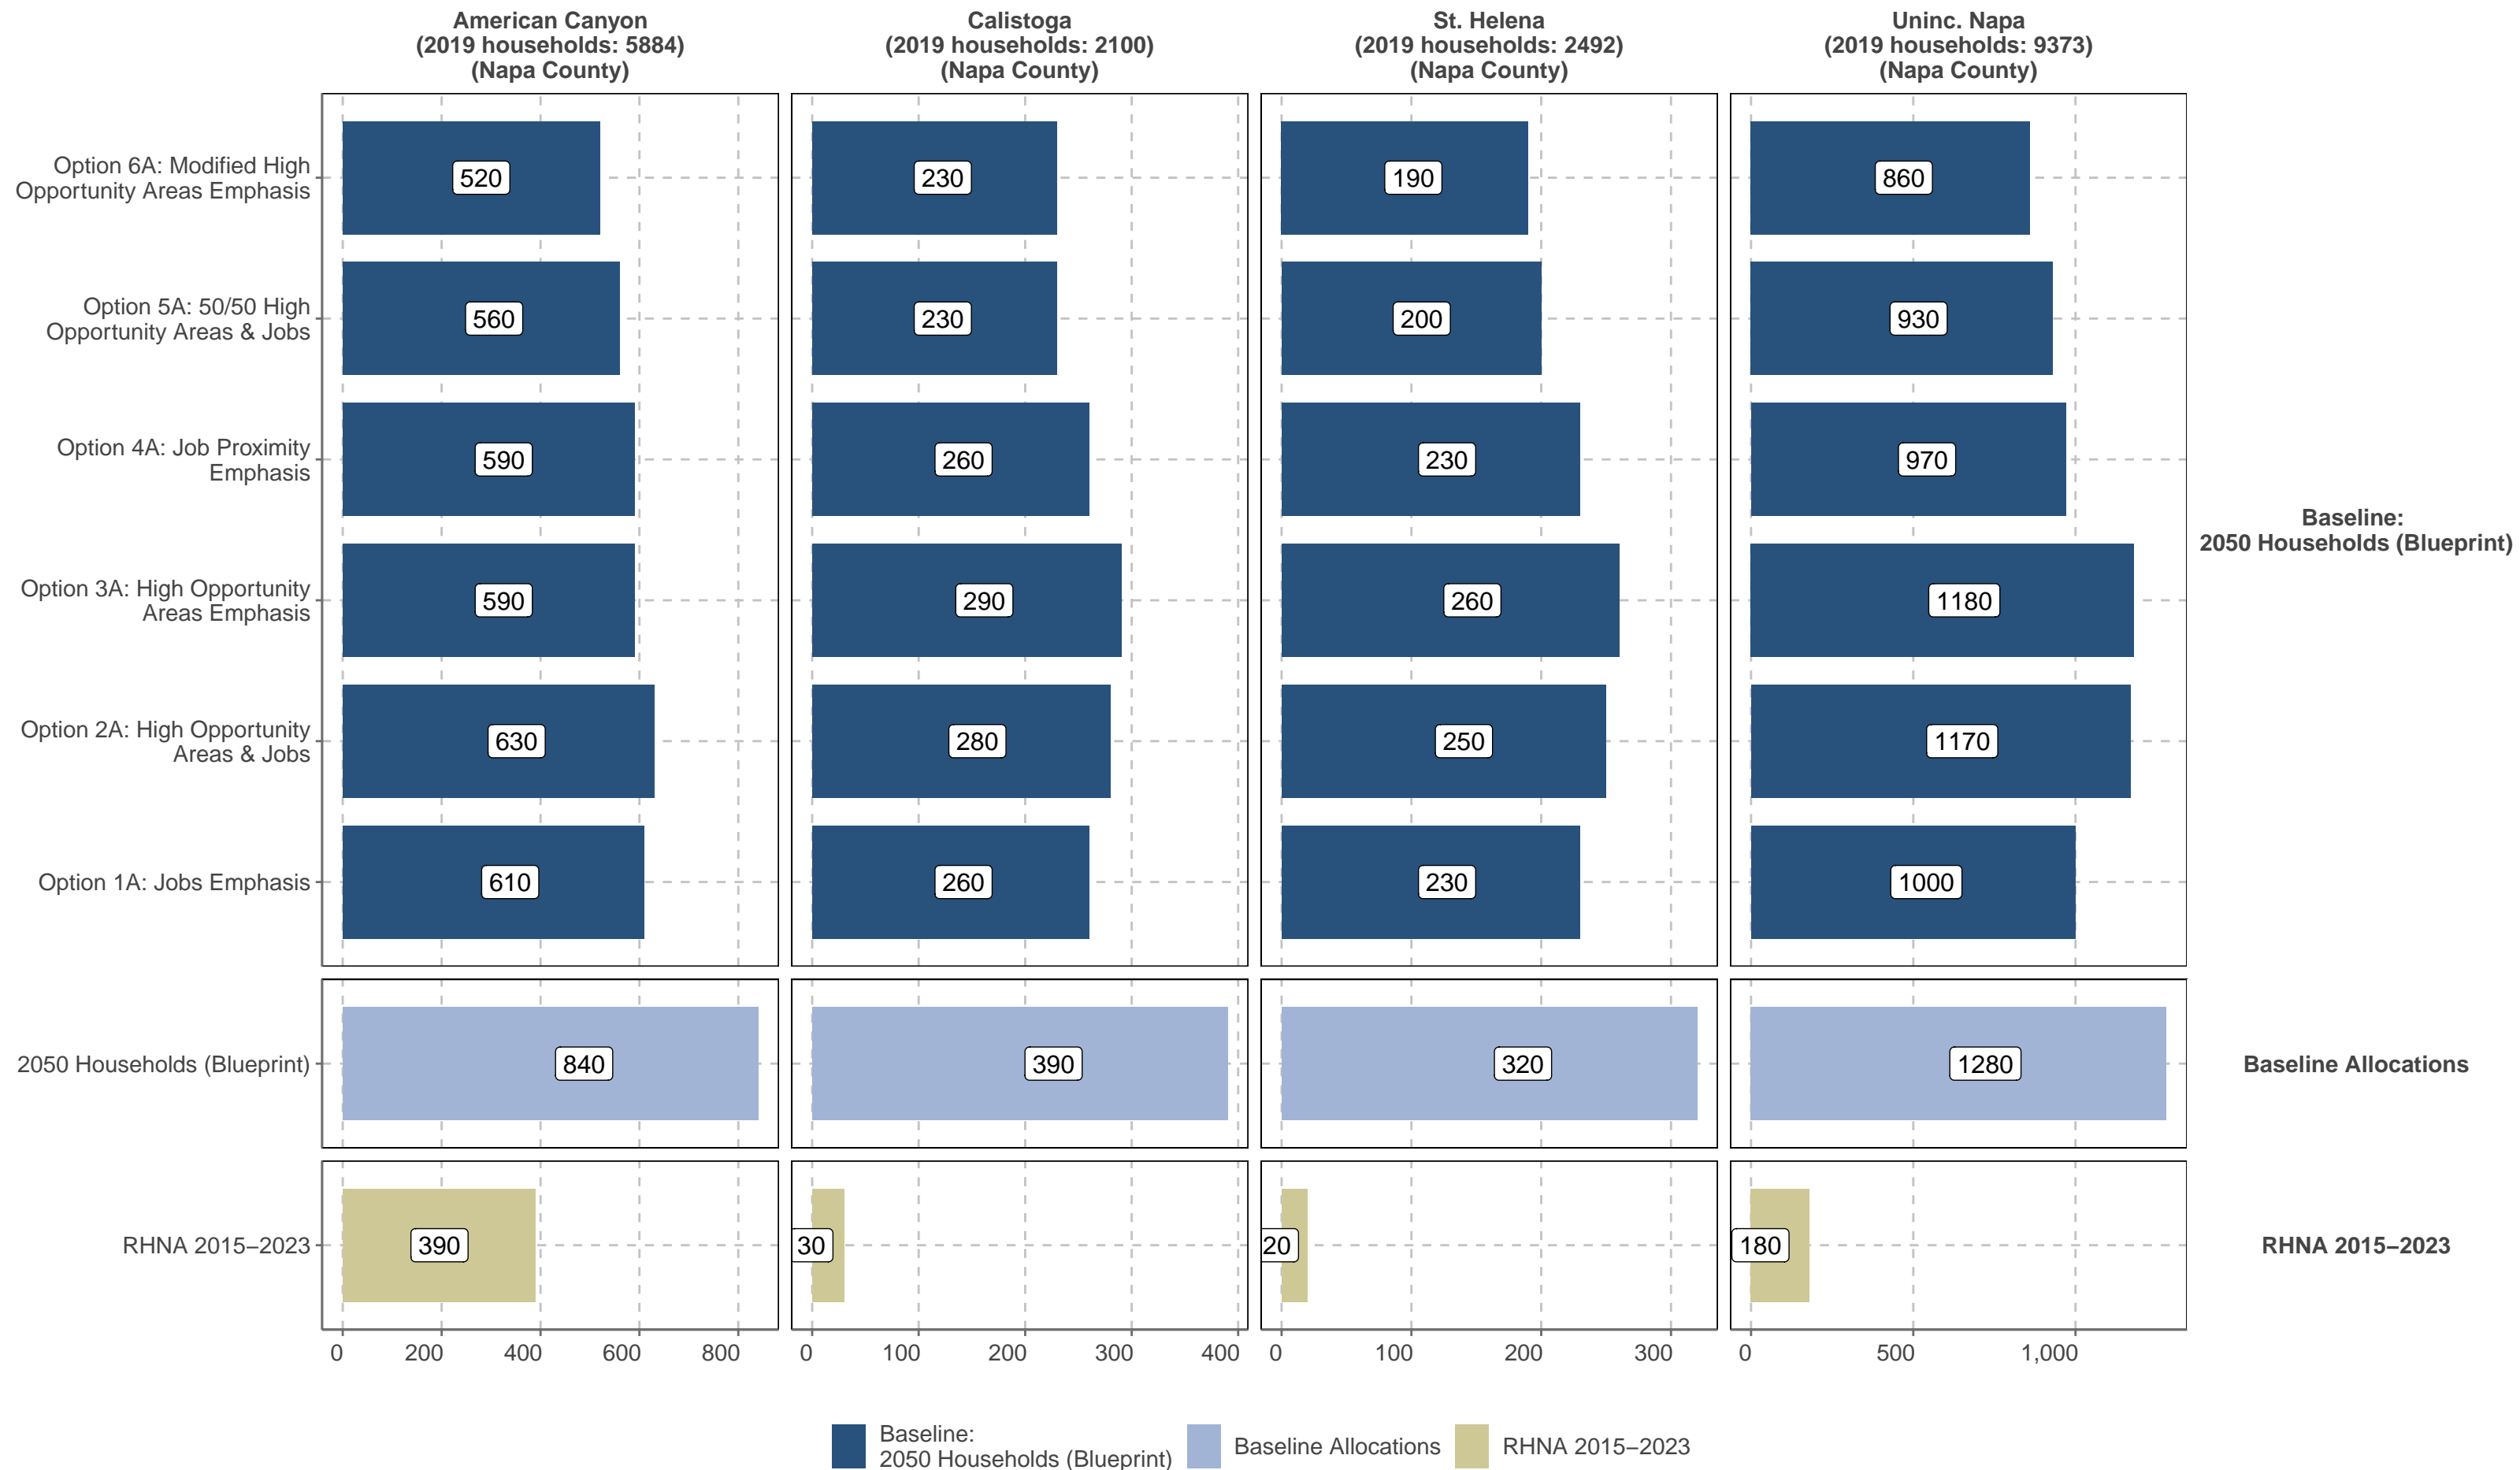 American Canyon
(2019 households: 5884)
(Napa County)
Calistoga
(2019 households: 2100)
(Napa County)
St. Helena
(2019 households: 2492)
(Napa County)
Uninc. Napa
(2019 households: 9373)
(Napa County)
Option 6A: Modified High
Opportunity Areas Emphasis
520
230
190
860
Option 5A: 50/50 High
Opportunity Areas & Jobs
560
230
200
930
Option 4A: Job Proximity
Emphasis
590
260
230
970
Baseline:
2050 Households (Blueprint)
Option 3A: High Opportunity
Areas Emphasis
590
290
260
1180
Option 2A: High Opportunity
Areas & Jobs
630
280
250
1170
Option 1A: Jobs Emphasis
610
260
230
1000
2050 Households (Blueprint)
840
390
320
1280
Baseline Allocations
RHNA 2015−2023
390
30
20
180
RHNA 2015−2023
0 200 400 600 800
0 100 200 300 400
0 100 200 300
0 500 1,000
Baseline:
2050 Households (Blueprint)
Baseline Allocations
RHNA 2015−2023